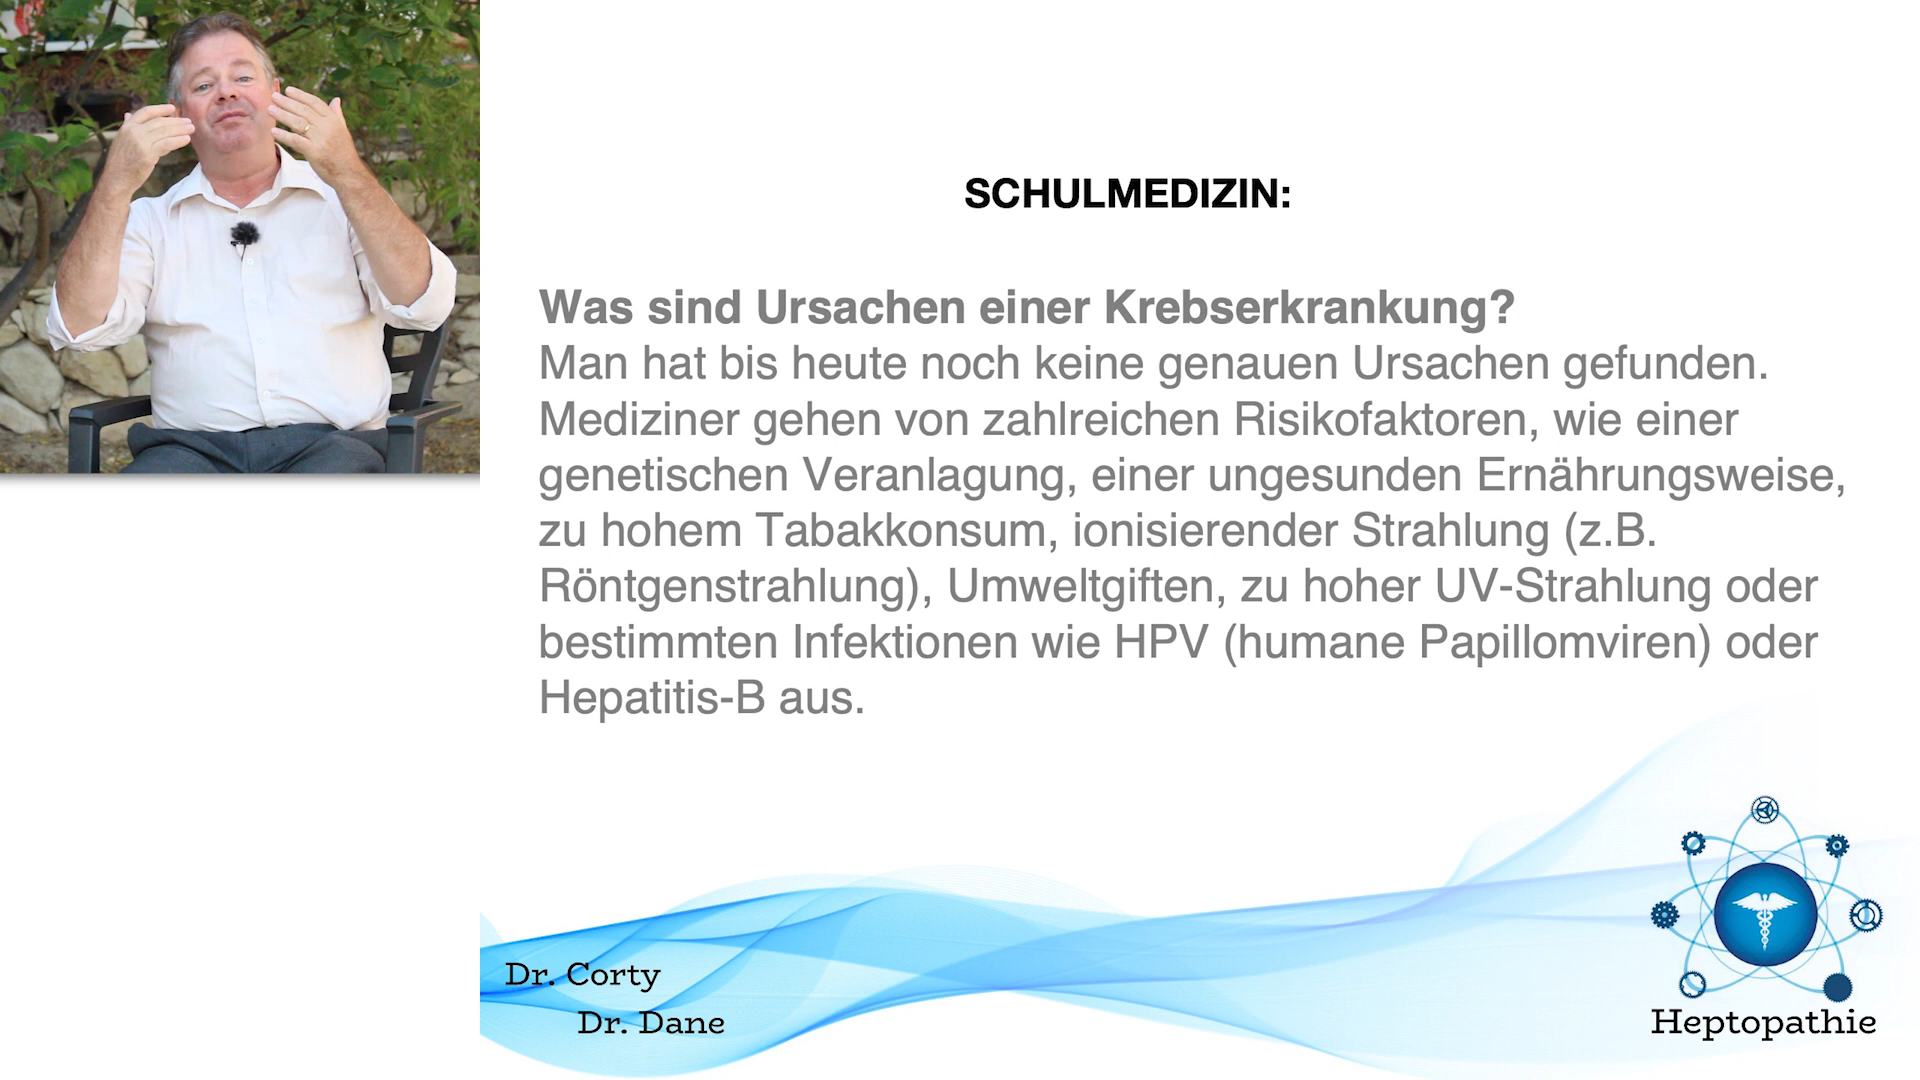 SCHULMEDIZIN:
Was sind Ursachen einer Krebserkrankung?
Man hat bis heute noch keine genauen Ursachen gefunden.
Mediziner gehen von zahlreichen Risikofaktoren, wie einer
genetischen Veranlagung, einer ungesunden Ernährungsweise,
zu hohem Tabakkonsum, ionisierender Strahlung (z.B.
Röntgenstrahlung), Umweltgiften, zu hoher UV-Strahlung oder
bestimmten Infektionen wie HPV (humane Papillomviren) oder
Hepatitis-B aus.
Dr. Corty
Dr. Dane
Heptopathie